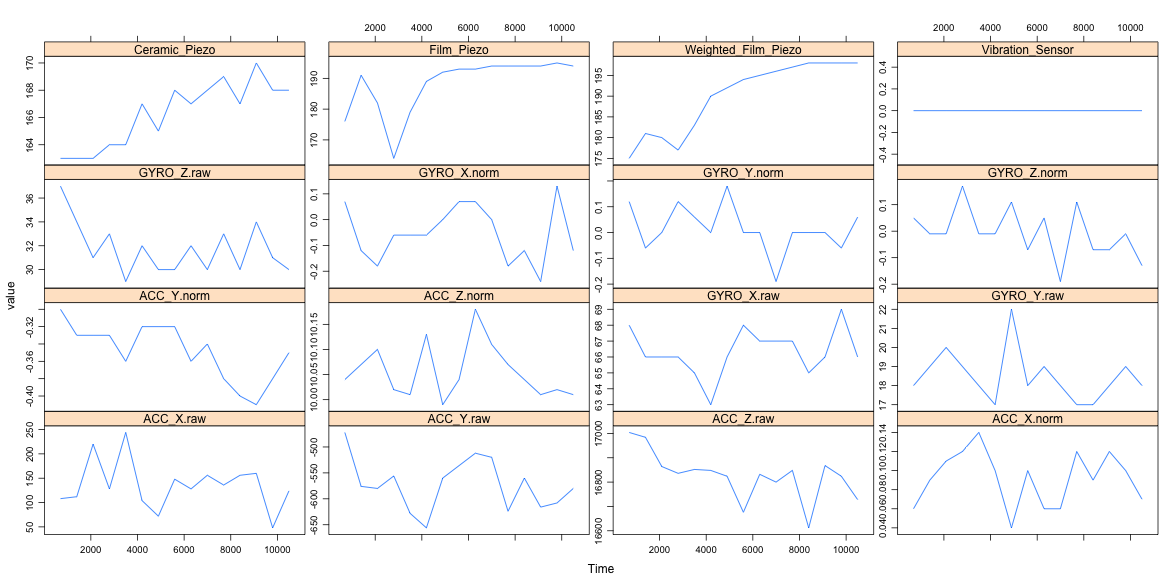 2000 4000 6000 8000 10000 2000 4000 6000 8000 10000
Ceramic_Piezo Film_Piezo Weighted_Film_Piezo Vibration_Sensor
164 166 168 170
170 180 190
175 180 185 190 195
-0.4 -0.2 0.0 0.2 0.4
GYRO_Z.raw GYRO_X.norm GYRO_Y.norm GYRO_Z.norm
30 32 34 36
-0.2 -0.1 0.0 0.1
-0.2 -0.1 0.0 0.1
-0.2 -0.1 0.0 0.1
value
ACC_Y.norm ACC_Z.norm GYRO_X.raw GYRO_Y.raw
-0.40 -0.36 -0.32
63 64 65 66 67 68 69
17 18 19 20 21 22
ACC_X.raw ACC_Y.raw ACC_Z.raw ACC_X.norm
50 100 150 200 250
-650 -600 -550 -500
16600 16800 17000
2000 4000 6000 8000 10000 2000 4000 6000 8000 10000
Time